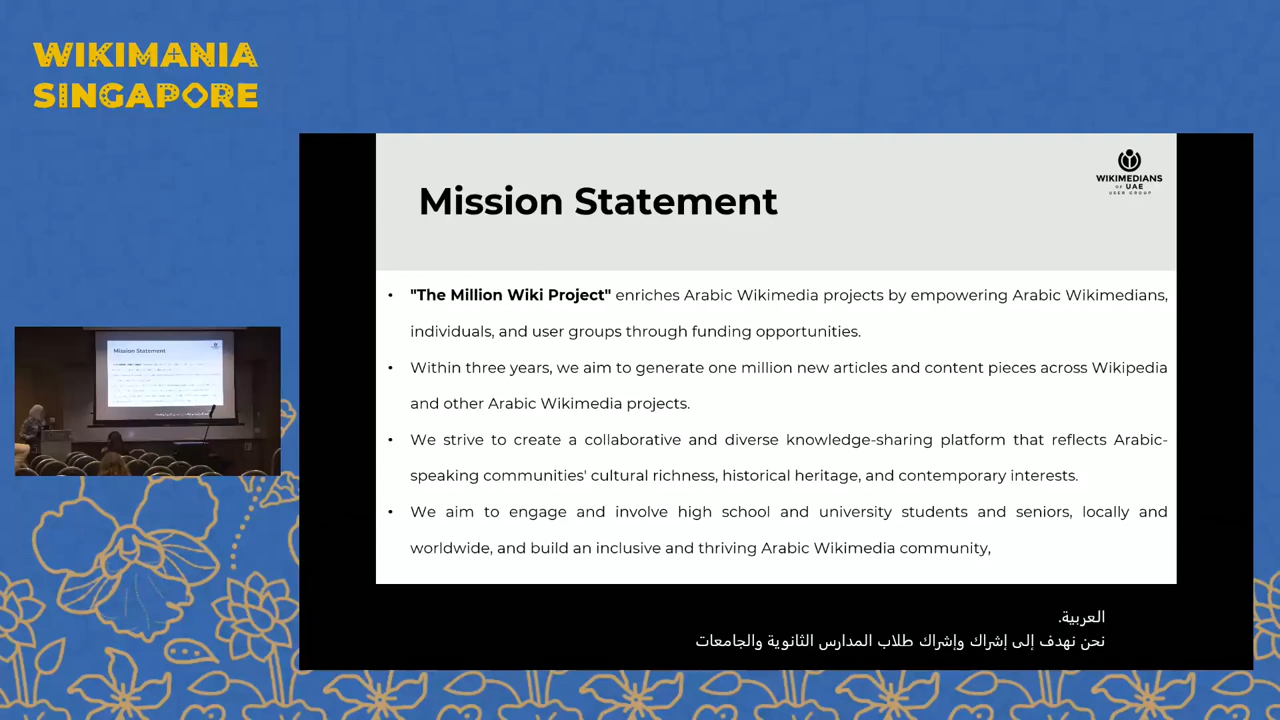 WIKIMANIA
SINGAPORE
Mission Statement
WIKIMEDIANS
OF UAE
USER GROUP
• "The Million Wiki Project" enriches Arabic Wikimedia projects by empowering Arabic Wikimedians,
individuals, and user groups through funding opportunities.
• Within three years, we aim to generate one million new articles and content pieces across Wikipedia
and other Arabic Wikimedia projects.
• We strive to create a collaborative and diverse knowledge-sharing platform that reflects Arabic-
speaking communities' cultural richness, historical heritage, and contemporary interests.
• We aim to engage and involve high school and university students and seniors, locally and
worldwide, and build an inclusive and thriving Arabic Wikimedia community,
العربية.
نحن نهدف إلى إشراك وإشراك طلاب المدارس الثانوية والجامعات
Mission Statement